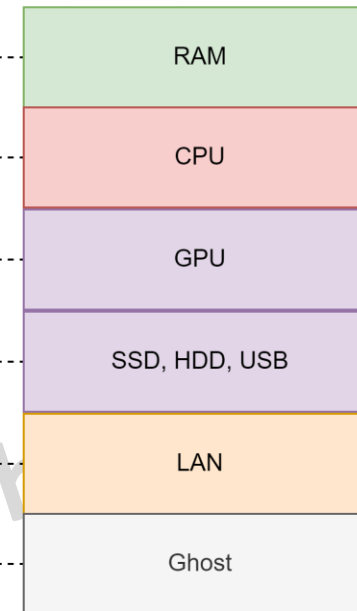 RAM
CPU
GPU
SSD, HDD, USB
LAN
Ghost